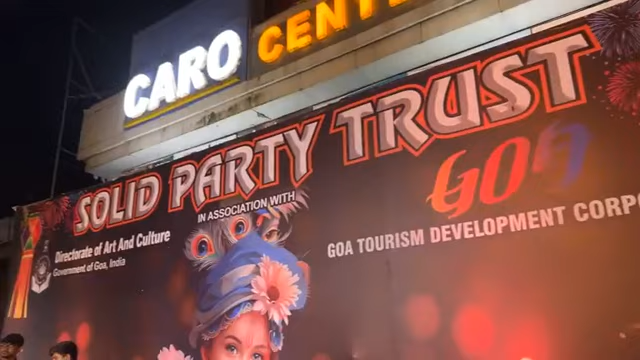 CARO CENTE
SOLID PARTY TRUST
IN ASSOCIATION WITH
Directorate of Art And Culture
Government of Goa, India
GOA
GOA TOURISM DEVELOPMENT CORPO